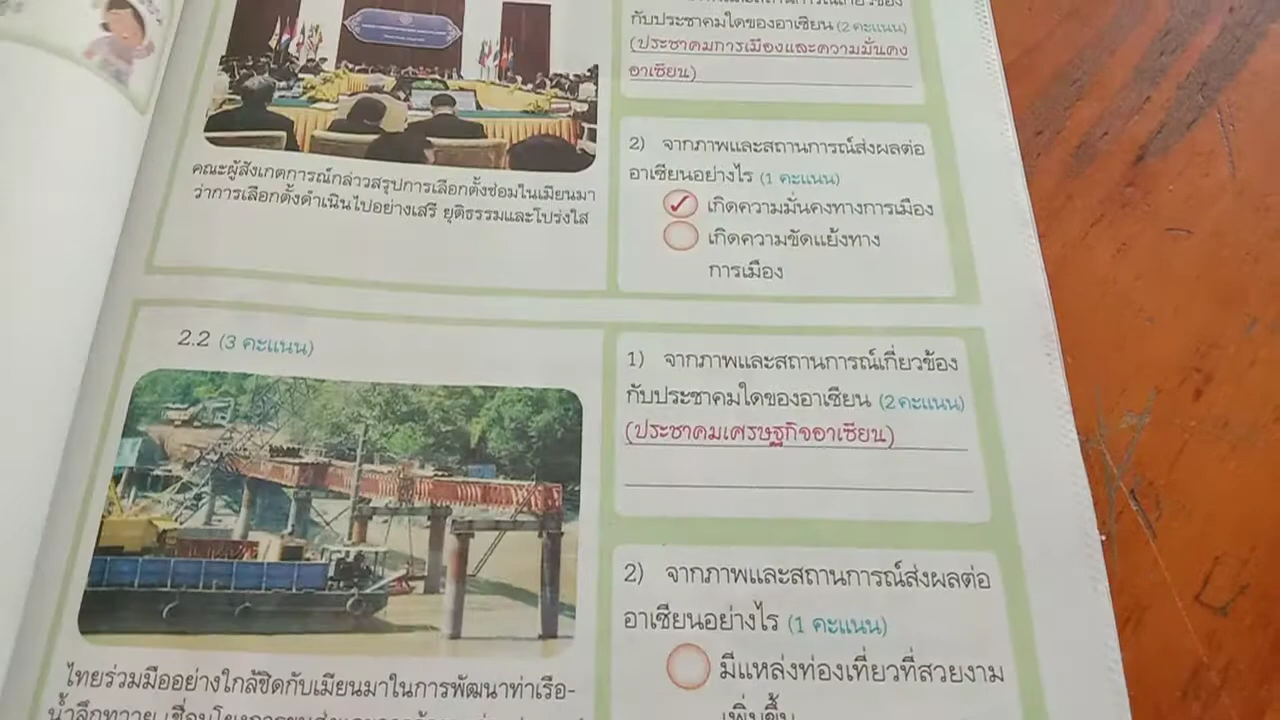 กับประชาคมใดของอาเซียน (2 คะแนน)
(ประชาคมการเมืองและความมั่นคง
อาเซียน)
คณะผู้สังเกตการณ์กล่าวสรุปการเลือกตั้งซ่อมในเมียนมา
ว่าการเลือกตั้งดำเนินไปอย่างเสรี ยุติธรรมและโปร่งใส
2) จากภาพและสถานการณ์ส่งผลต่อ
อาเซียนอย่างไร (1 คะแนน)
✓ เกิดความมั่นคงทางการเมือง
เกิดความขัดแย้งทาง
การเมือง
2.2 (3 คะแนน)
ไทยร่วมมืออย่างใกล้ชิดกับเมียนมาในการพัฒนาท่าเรือ-
น้ำลึกทวาย
1) จากภาพและสถานการณ์เกี่ยวข้อง
กับประชาคมใดของอาเซียน (2 คะแนน)
(ประชาคมเศรษฐกิจอาเซียน)
2) จากภาพและสถานการณ์ส่งผลต่อ
อาเซียนอย่างไร (1 คะแนน)
มีแหล่งท่องเที่ยวที่สวยงาม
เพิ่มขึ้น